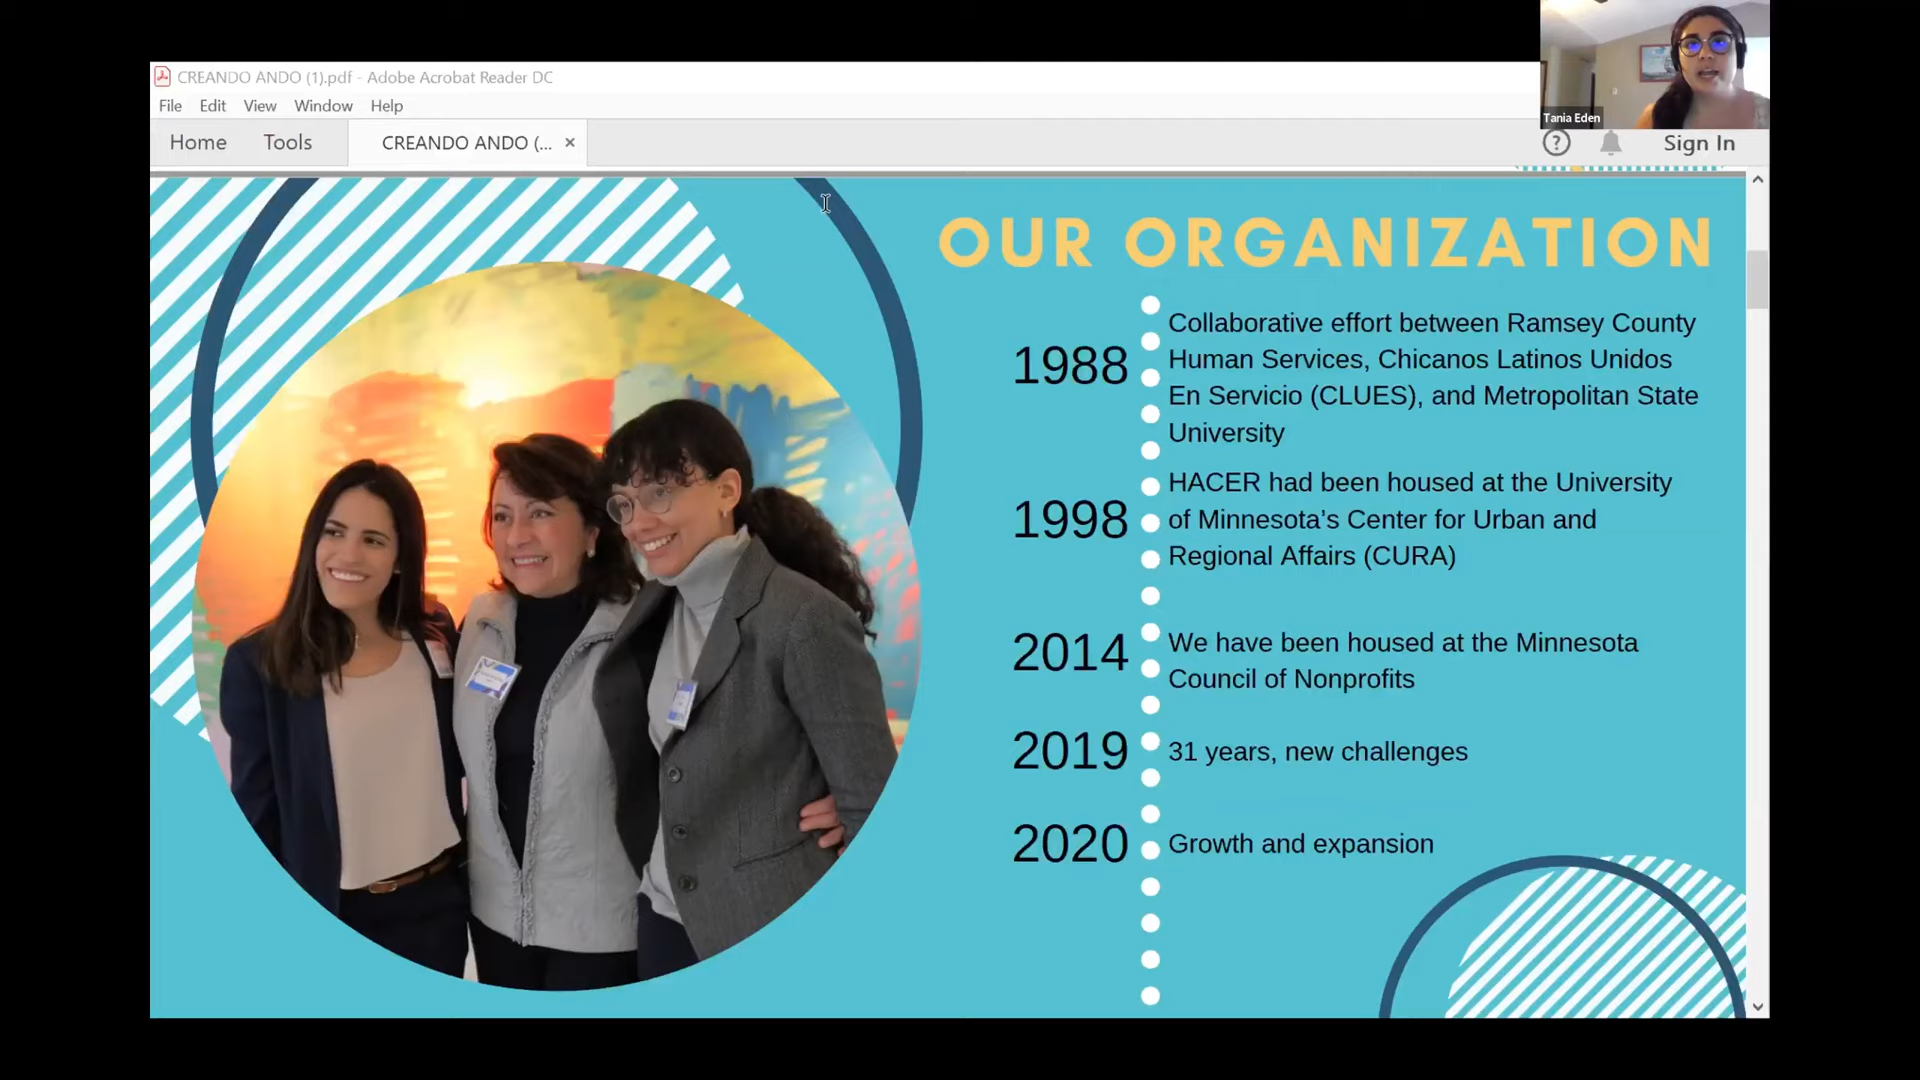 CREANDO ANDO (1).pdf - Adobe Acrobat Reader DC
Tania Eden
File Edit View Window Help
Home Tools CREANDO ANDO (... × ? Sign In
OUR ORGANIZATION
1988
Collaborative effort between Ramsey County
Human Services, Chicanos Latinos Unidos
En Servicio (CLUES), and Metropolitan State
University
1998
HACER had been housed at the University
of Minnesota’s Center for Urban and
Regional Affairs (CURA)
2014
We have been housed at the Minnesota
Council of Nonprofits
2019
31 years, new challenges
2020
Growth and expansion